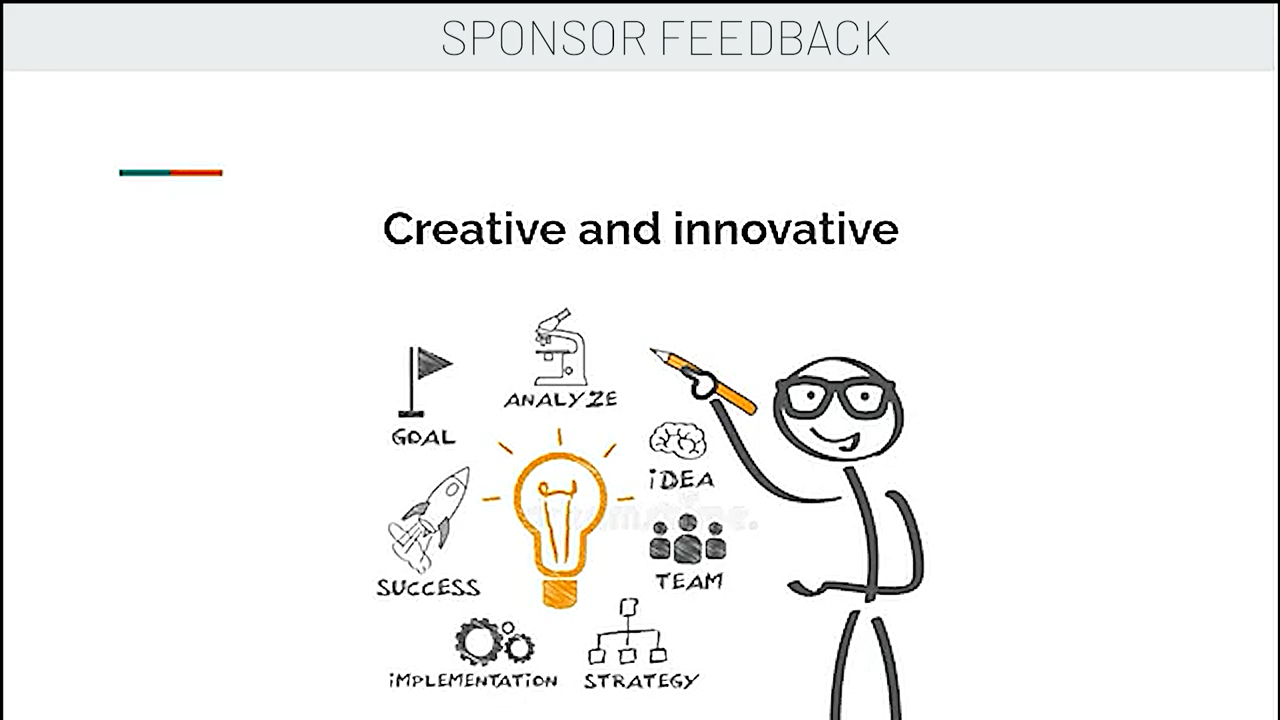 SPONSOR FEEDBACK
Creative and innovative
ANALYZE
GOAL
iDEA
SUCCESS
TEAM
iMPLEMENTATiON
STRATEGY